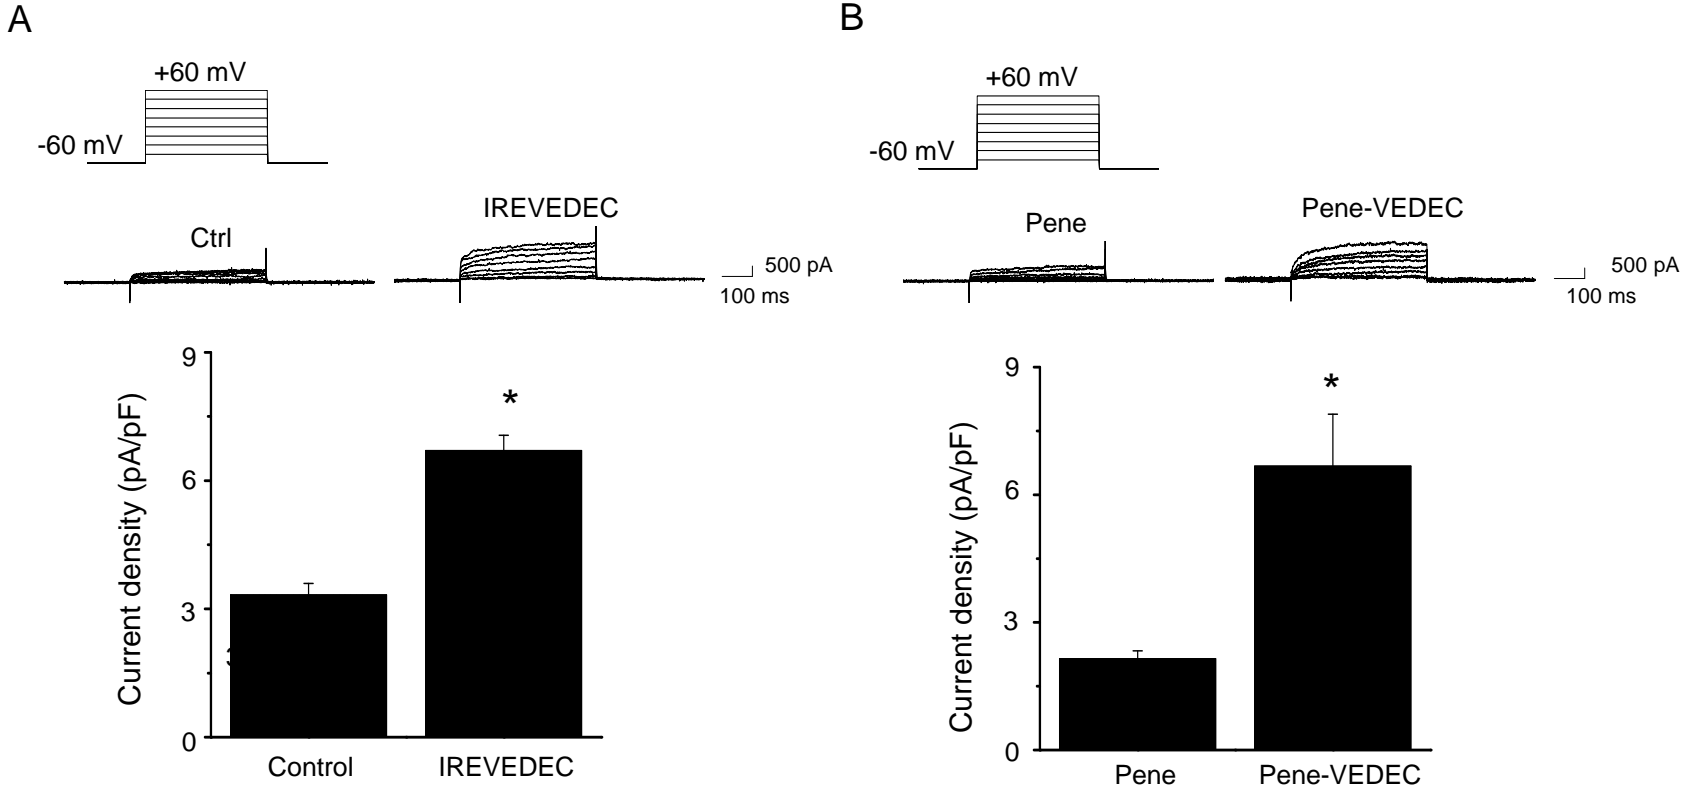 A
+60 mV
-60 mV
Ctrl
IREVEDEC
500 pA
100 ms
9
6
3
0
Current density (pA/pF)
*
Control
IREVEDEC
B
+60 mV
-60 mV
Pene
Pene-VEDEC
500 pA
100 ms
9
6
3
0
Current density (pA/pF)
*
Pene
Pene-VEDEC